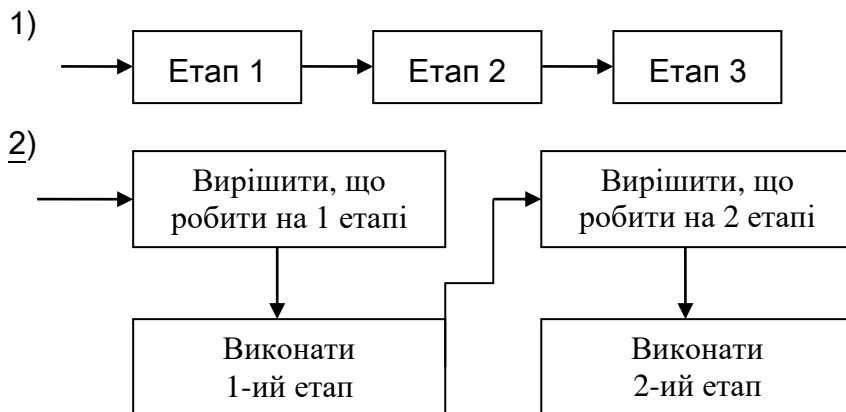 1)
Етап 1
Етап 2
Етап 3
2)
Вирішити, що
робити на 1 етапі
Вирішити, що
робити на 2 етапі
Виконати
1-ий етап
Виконати
2-ий етап